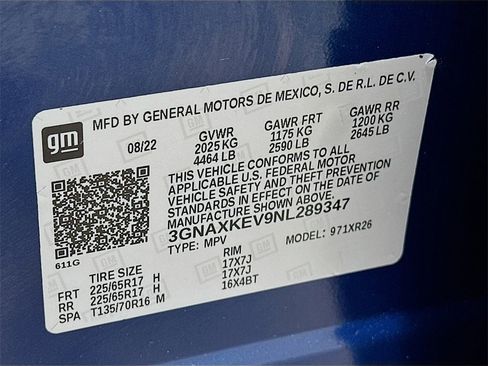 gm
MFD BY GENERAL MOTORS DE MEXICO, S. DE R.L. DE C.V.
08/22 GVWR GAWR FRT GAWR RR
2025 KG 1175 KG 1200 KG
4464 LB 2590 LB 2645 LB
THIS VEHICLE CONFORMS TO ALL
APPLICABLE U.S. FEDERAL MOTOR
VEHICLE SAFETY AND THEFT PREVENTION
STANDARDS IN EFFECT ON THE DATE OF
MANUFACTURE SHOWN ABOVE.
3GNAXKEV9NL289347
TYPE: MPV MODEL: 971XR26
611G
TIRE SIZE RIM
FRT 225/65R17 H 17X7J
RR 225/65R17 H 17X7J
SPA T135/70R16 M 16X4BT